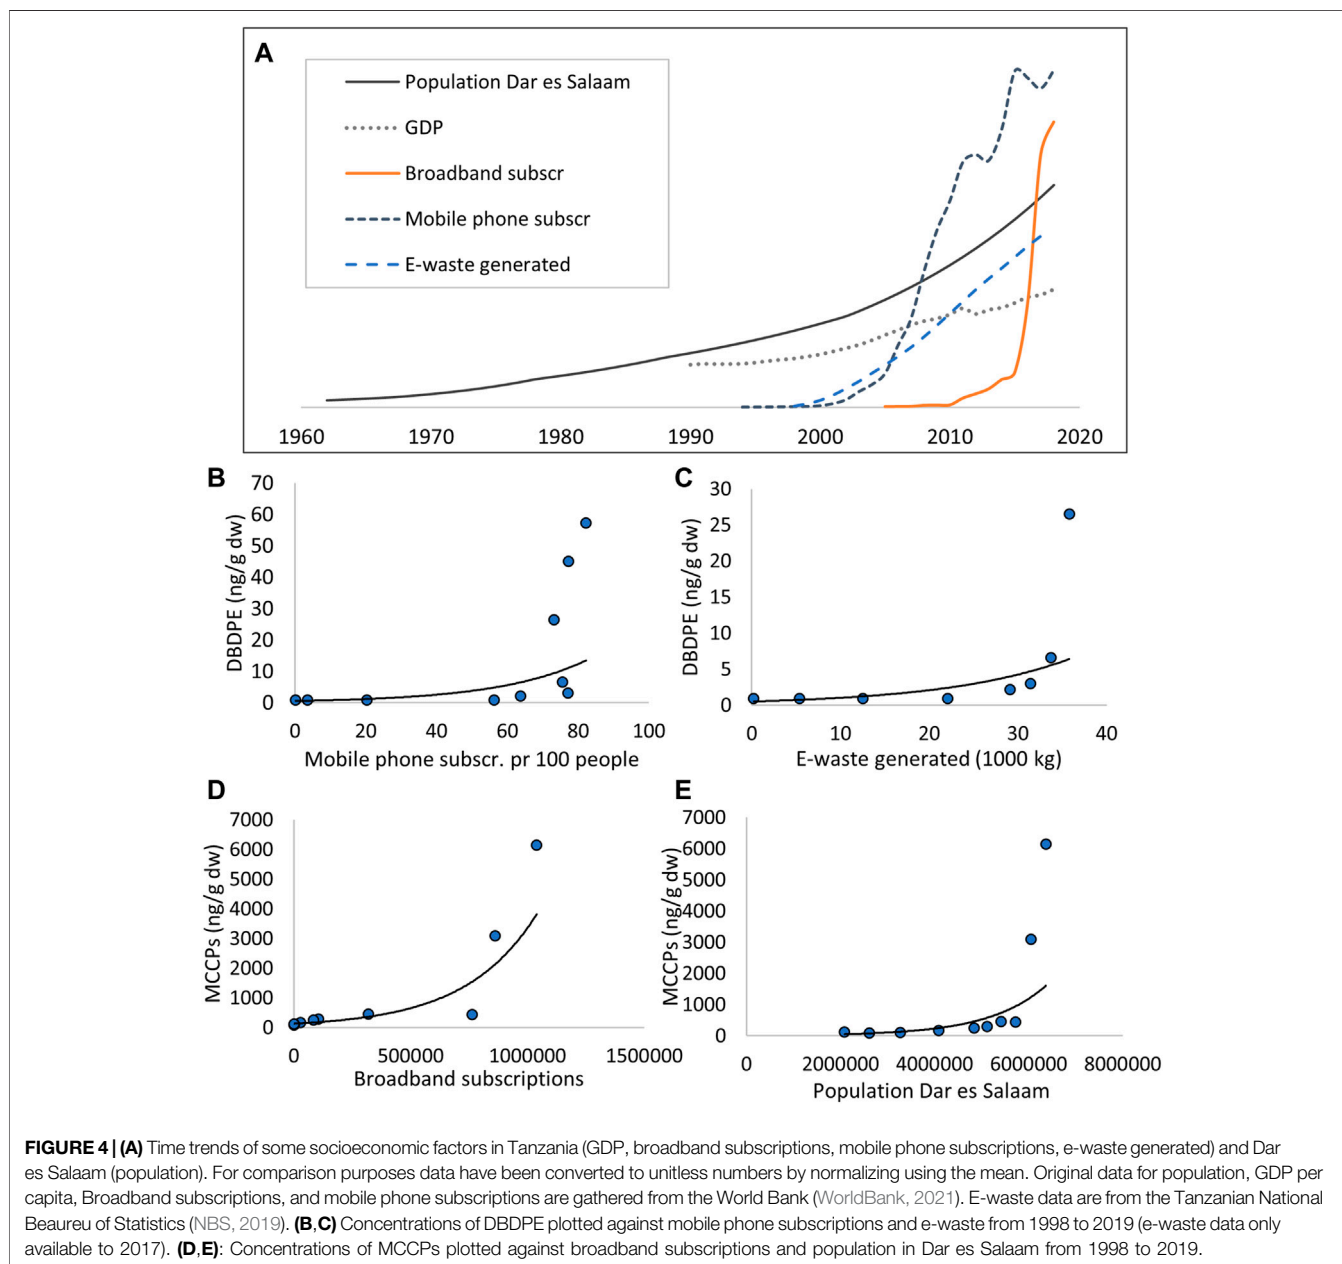 A
Population Dar es Salaam
GDP
Broadband subscr
Mobile phone subscr
E-waste generated
1960 1970 1980 1990 2000 2010 2020
B
70
60
50
40
30
20
10
0
DBDPE (ng/g dw)
0 20 40 60 80 100
Mobile phone subscr. pr 100 people
C
30
25
20
15
10
5
0
DBDPE (ng/g dw)
0 10 20 30 40
E-waste generated (1000 kg)
D
7000
6000
5000
4000
3000
2000
1000
0
MCCPs (ng/g dw)
0 500000 1000000 1500000
Broadband subscriptions
E
7000
6000
5000
4000
3000
2000
1000
0
MCCPs (ng/g dw)
0 2000000 4000000 6000000 8000000
Population Dar es Salaam
FIGURE 4 | (A) Time trends of some socioeconomic factors in Tanzania (GDP, broadband subscriptions, mobile phone subscriptions, e-waste generated) and Dar
es Salaam (population). For comparison purposes data have been converted to unitless numbers by normalizing using the mean. Original data for population, GDP per
capita, Broadband subscriptions, and mobile phone subscriptions are gathered from the World Bank (WorldBank, 2021). E-waste data are from the Tanzanian National
Beaureu of Statistics (NBS, 2019). (B,C) Concentrations of DBDPE plotted against mobile phone subscriptions and e-waste from 1998 to 2019 (e-waste data only
available to 2017). (D,E): Concentrations of MCCPs plotted against broadband subscriptions and population in Dar es Salaam from 1998 to 2019.